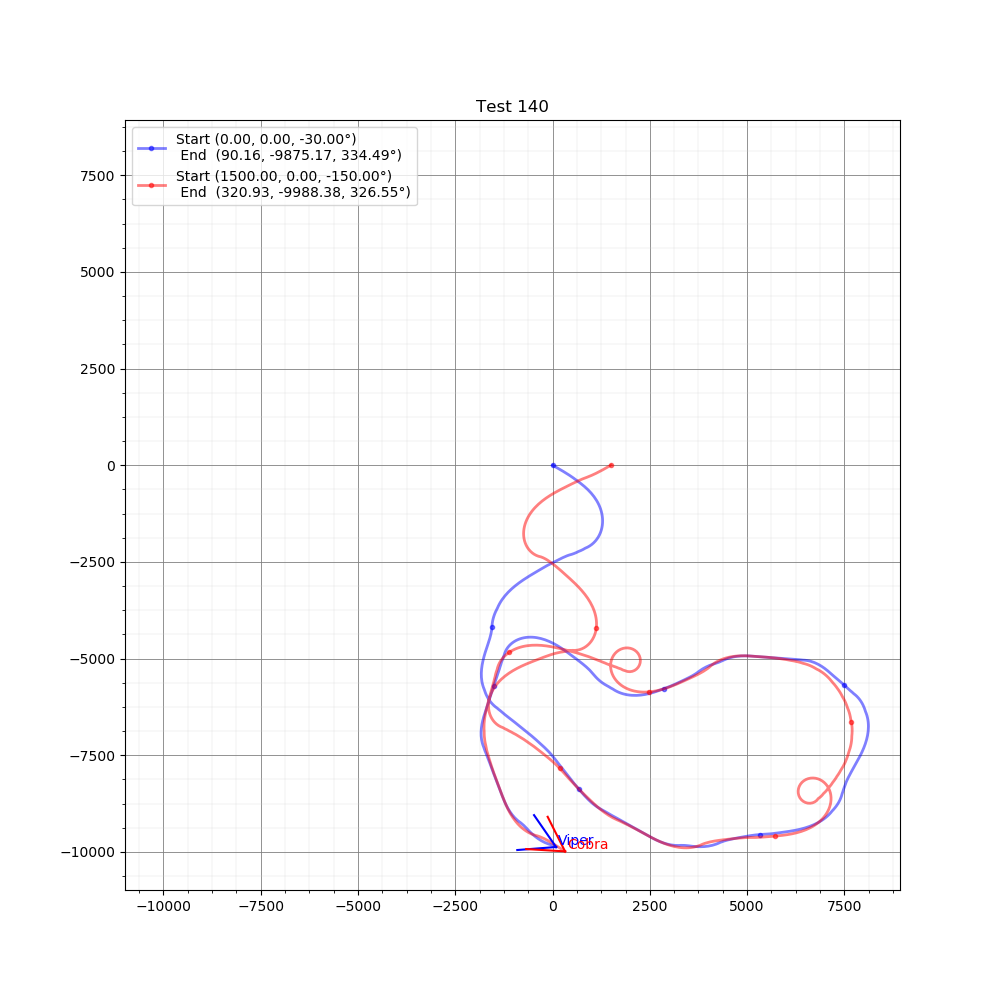 Test 140
Start (0.00, 0.00, -30.00°)
End (90.16, -9875.17, 334.49°)
Start (1500.00, 0.00, -150.00°)
End (320.93, -9988.38, 326.55°)
7500
5000
2500
0
−2500
−5000
−7500
−10000
Viper
Cobra
−10000 −7500 −5000 −2500 0 2500 5000 7500